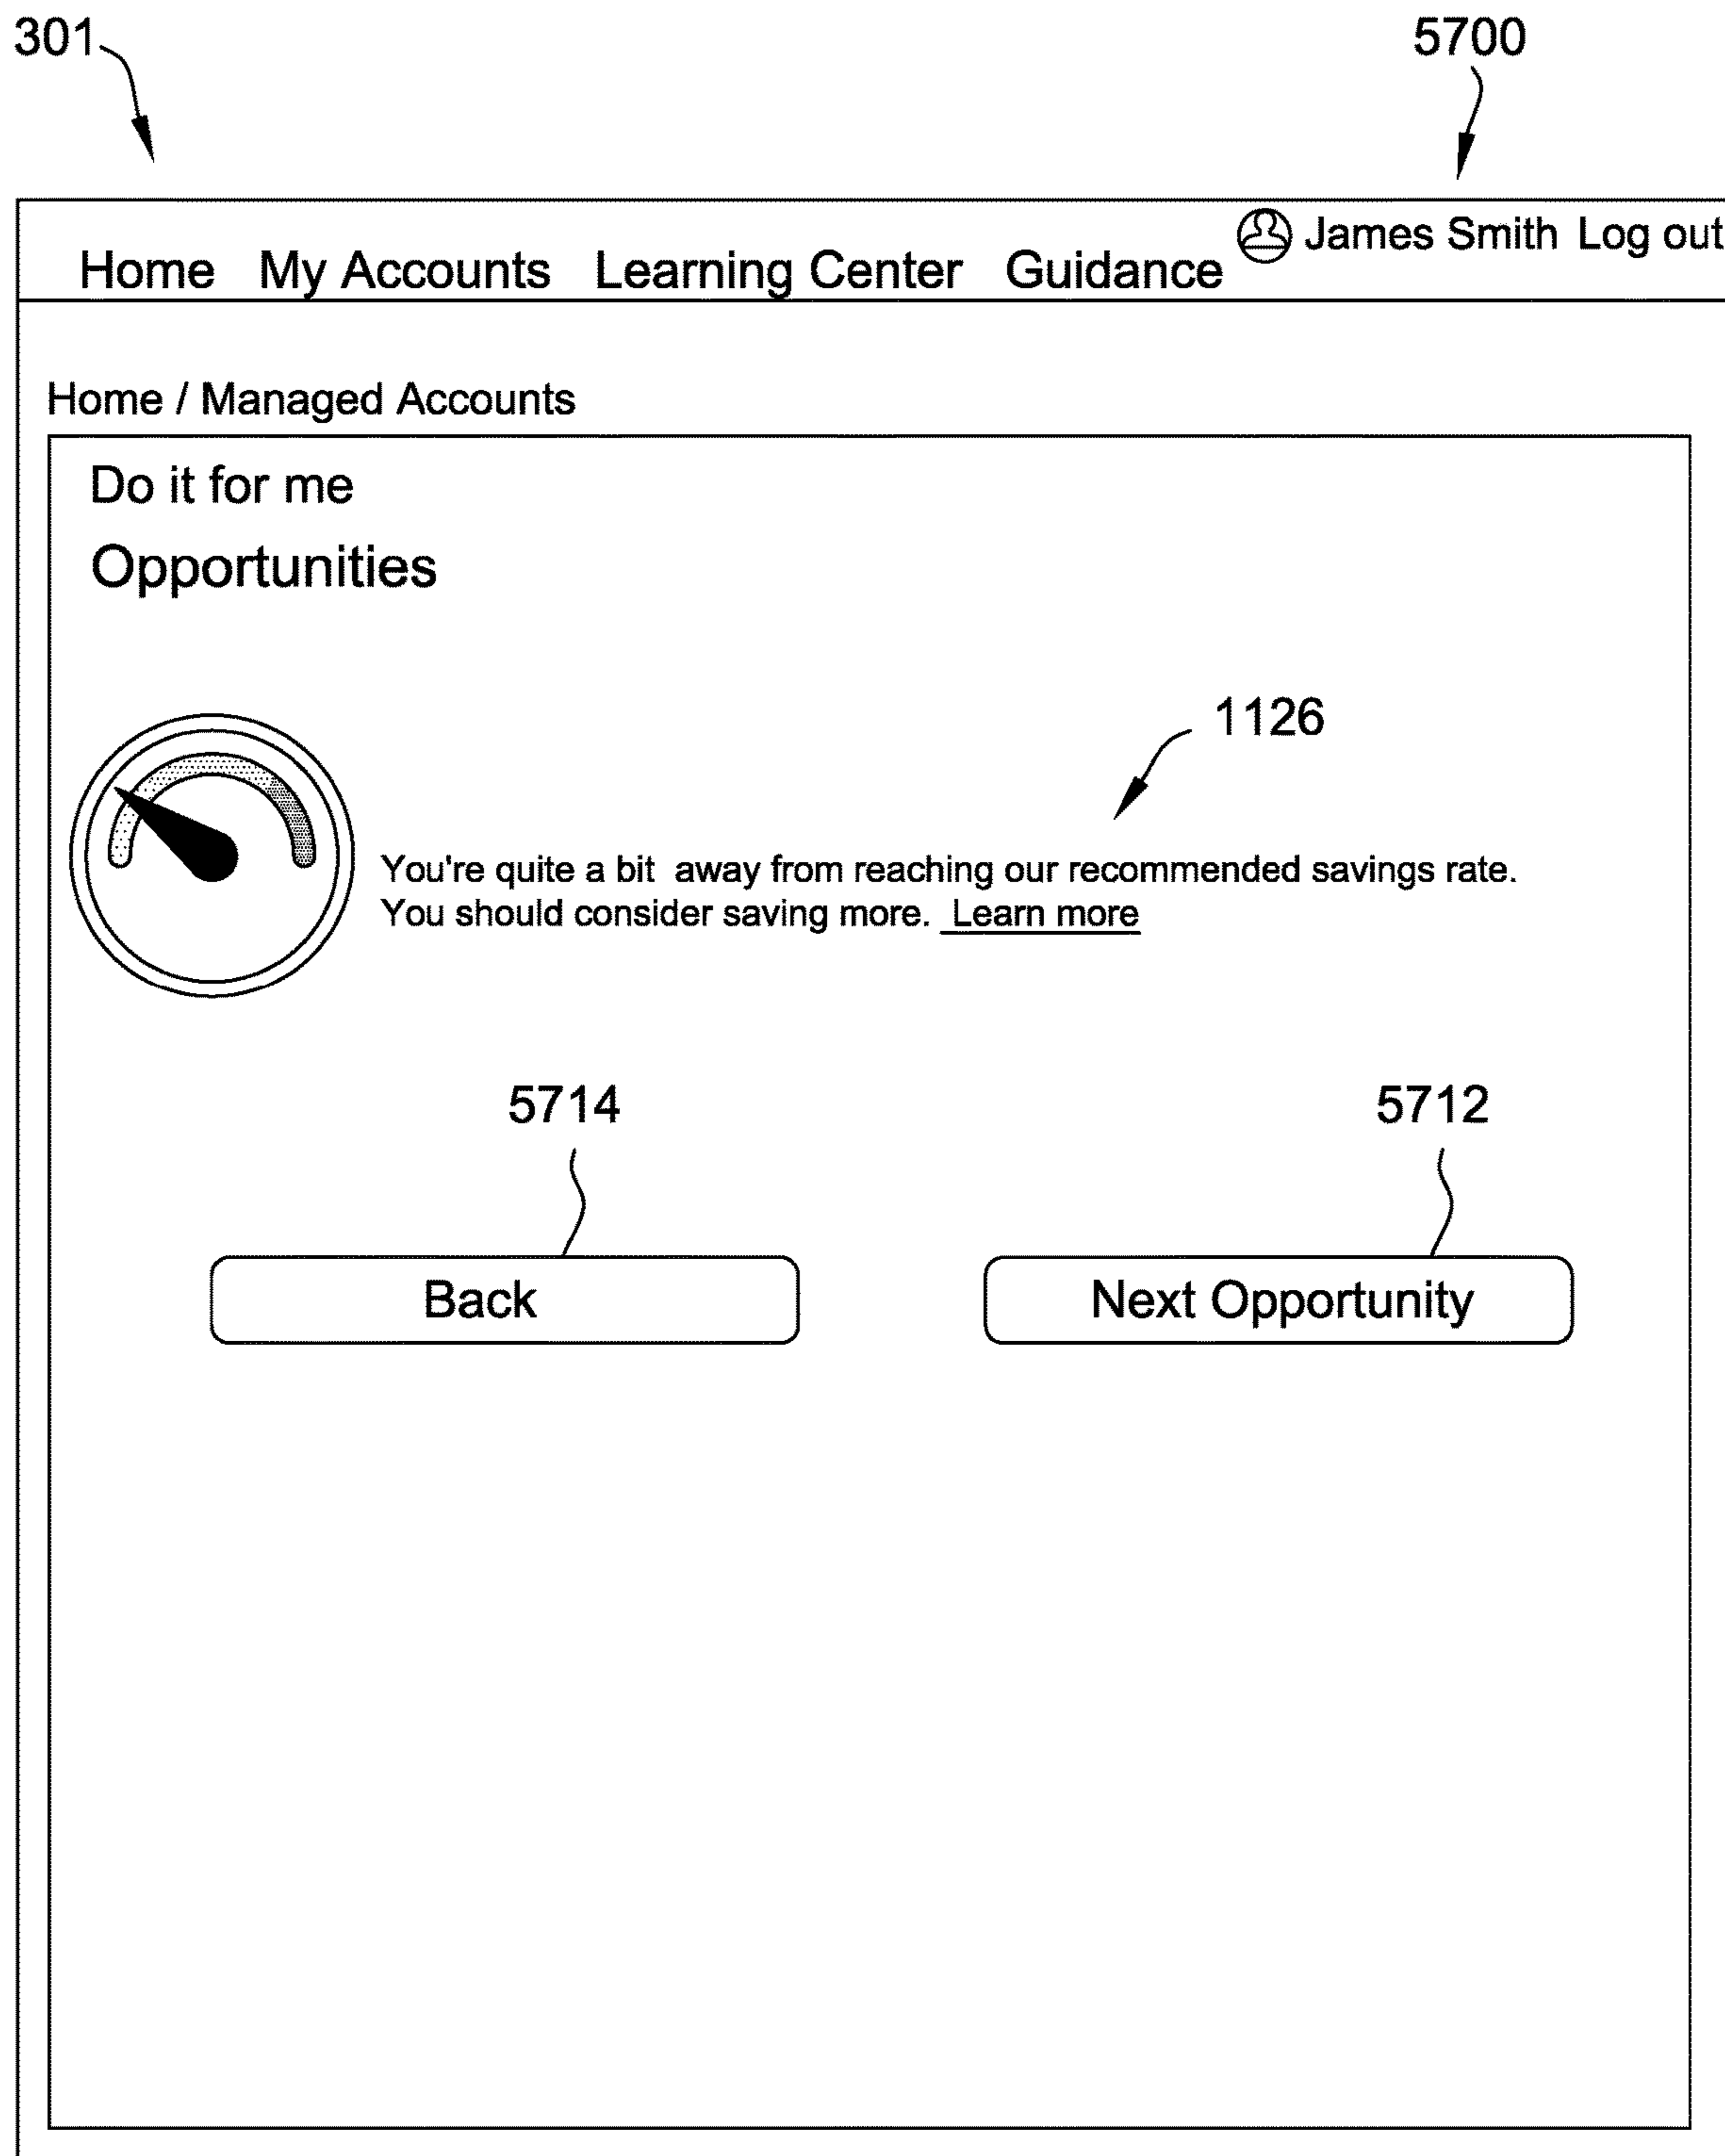 301
5700
James Smith Log out
Home My Accounts Learning Center Guidance
Home / Managed Accounts
Do it for me
Opportunities
1126
You're quite a bit away from reaching our recommended savings rate.
You should consider saving more. Learn more
5714
5712
Back
Next Opportunity